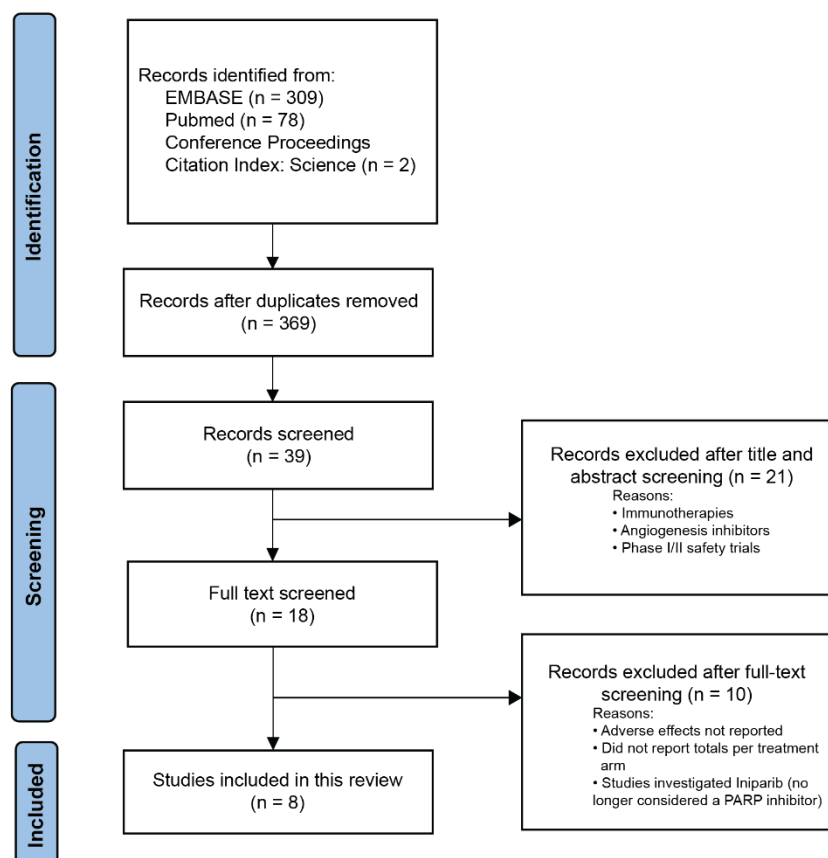 Identification
Records identified from:
EMBASE (n = 309)
Pubmed (n = 78)
Conference Proceedings
Citation Index: Science (n = 2)
Records after duplicates removed
(n = 369)
Screening
Records screened
(n = 39)
Records excluded after title and
abstract screening (n = 21)
Reasons:
• Immunotherapies
• Angiogenesis inhibitors
• Phase I/II safety trials
Full text screened
(n = 18)
Records excluded after full-text
screening (n = 10)
Reasons:
• Adverse effects not reported
• Did not report totals per treatment
arm
• Studies investigated Iniparib (no
longer considered a PARP inhibitor)
Included
Studies included in this review
(n = 8)